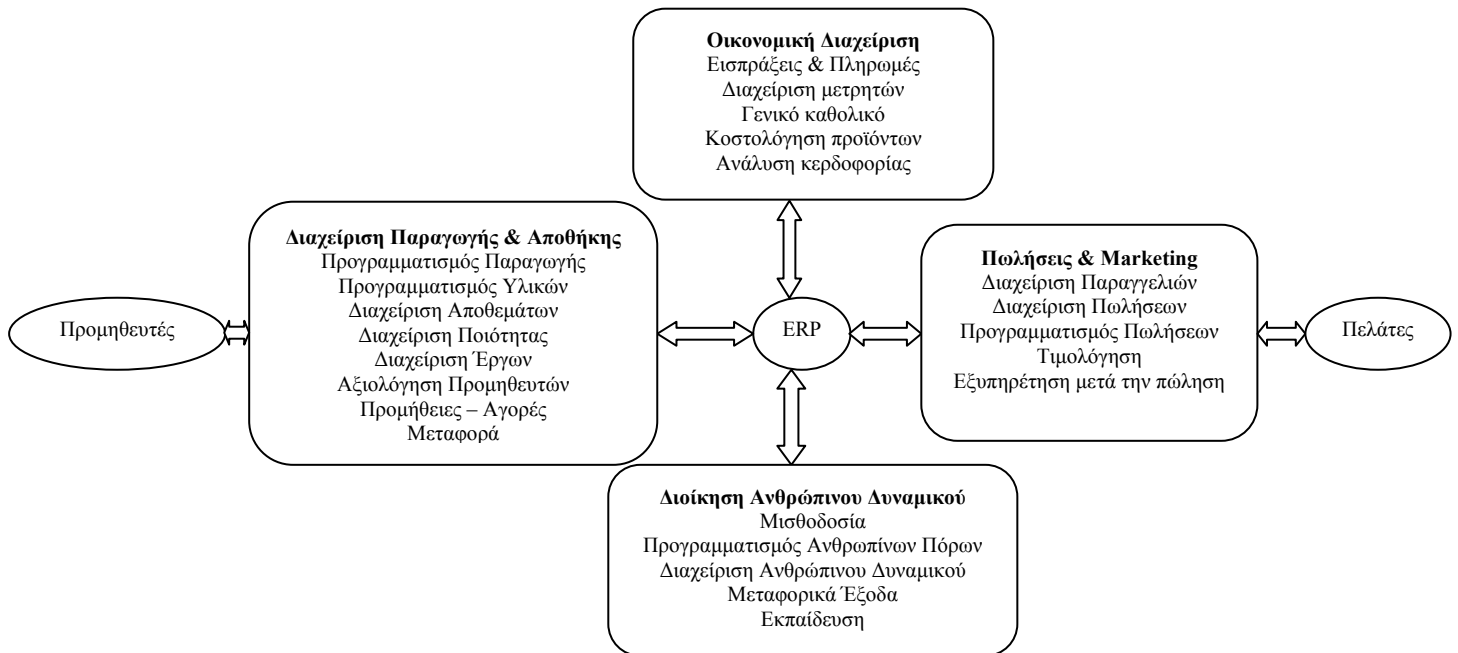 Οικονομική Διαχείριση
Εισπράξεις & Πληρωμές
Διαχείριση μετρητών
Γενικό καθολικό
Κοστολόγηση προϊόντων
Ανάλυση κερδοφορίας
Προμηθευτές
Διαχείριση Παραγωγής & Αποθήκης
Προγραμματισμός Παραγωγής
Προγραμματισμός Υλικών
Διαχείριση Αποθεμάτων
Διαχείριση Ποιότητας
Διαχείριση Έργων
Αξιολόγηση Προμηθευτών
Προμήθειες – Αγορές
Μεταφορά
ERP
Πωλήσεις & Marketing
Διαχείριση Παραγγελιών
Διαχείριση Πωλήσεων
Προγραμματισμός Πωλήσεων
Τιμολόγηση
Εξυπηρέτηση μετά την πώληση
Πελάτες
Διοίκηση Ανθρώπινου Δυναμικού
Μισθοδοσία
Προγραμματισμός Ανθρωπίνων Πόρων
Διαχείριση Ανθρώπινου Δυναμικού
Μεταφορικά Έξοδα
Εκπαίδευση